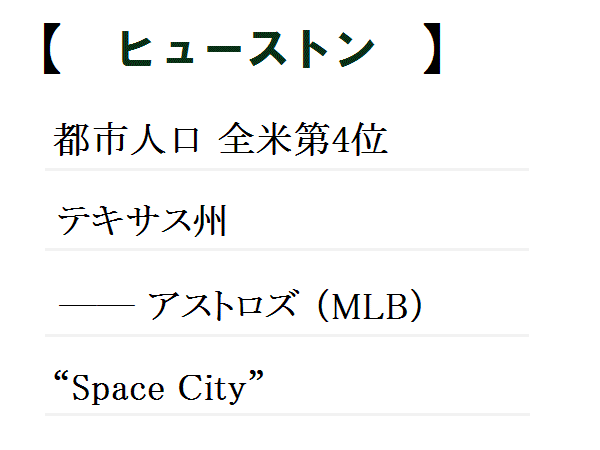 【　ヒューストン　】
都市人口 全米第4位
テキサス州
―― アストロズ（MLB）
“Space City”